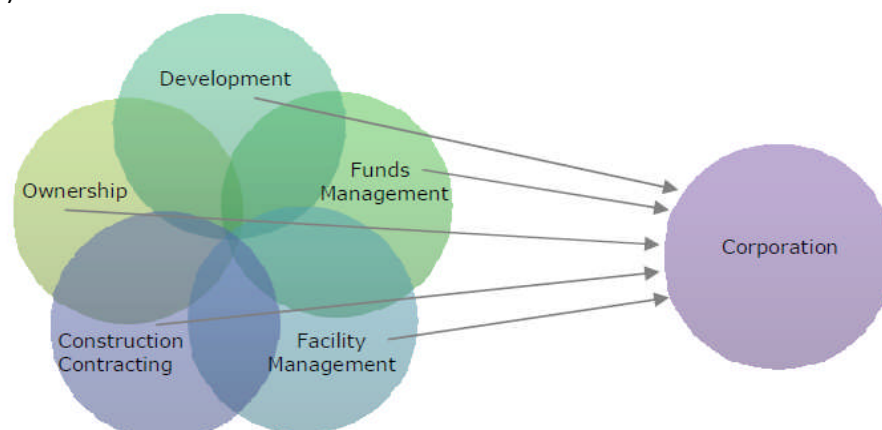 Development
Funds
Management
Ownership
Corporation
Construction
Contracting
Facility
Management